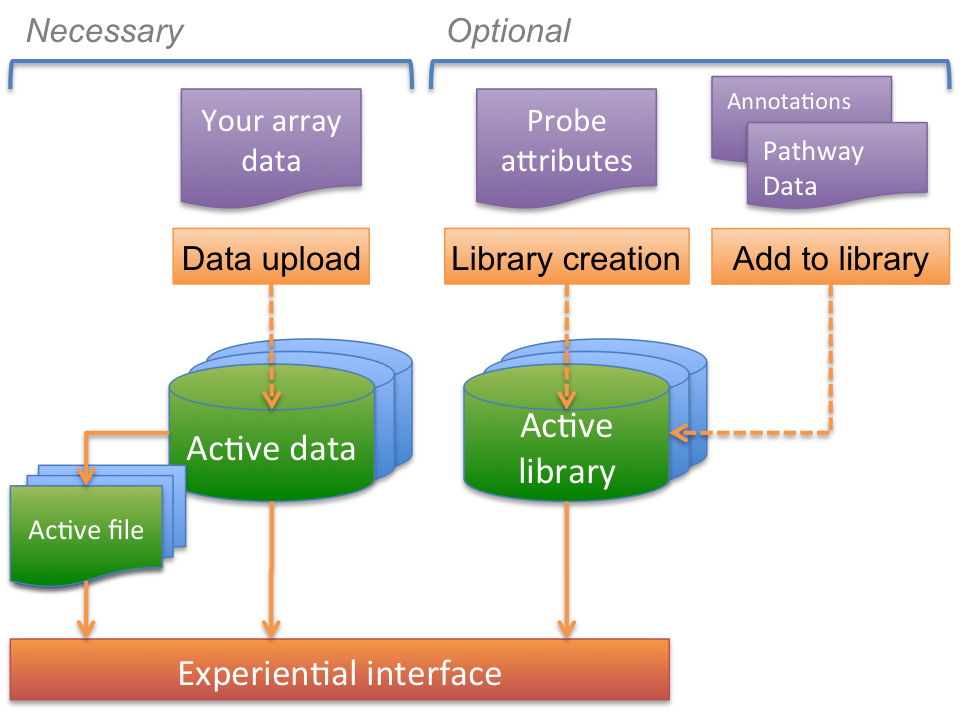 Necessary
Optional
Your array
data
Probe
attributes
Annotations
Pathway
Data
Data upload
Library creation
Add to library
Active data
Active
library
Active file
Experiential interface